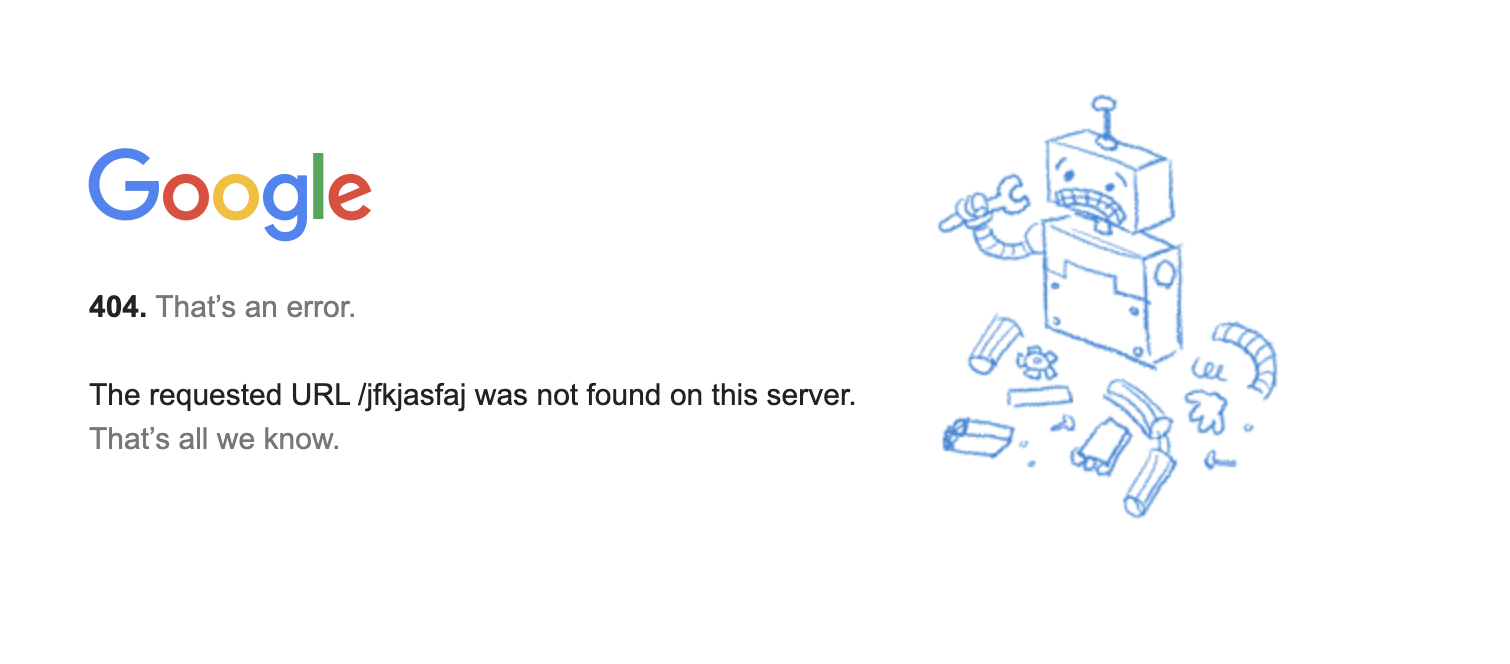 Google
404. That’s an error.
The requested URL /jfkjasfaj was not found on this server.
That’s all we know.